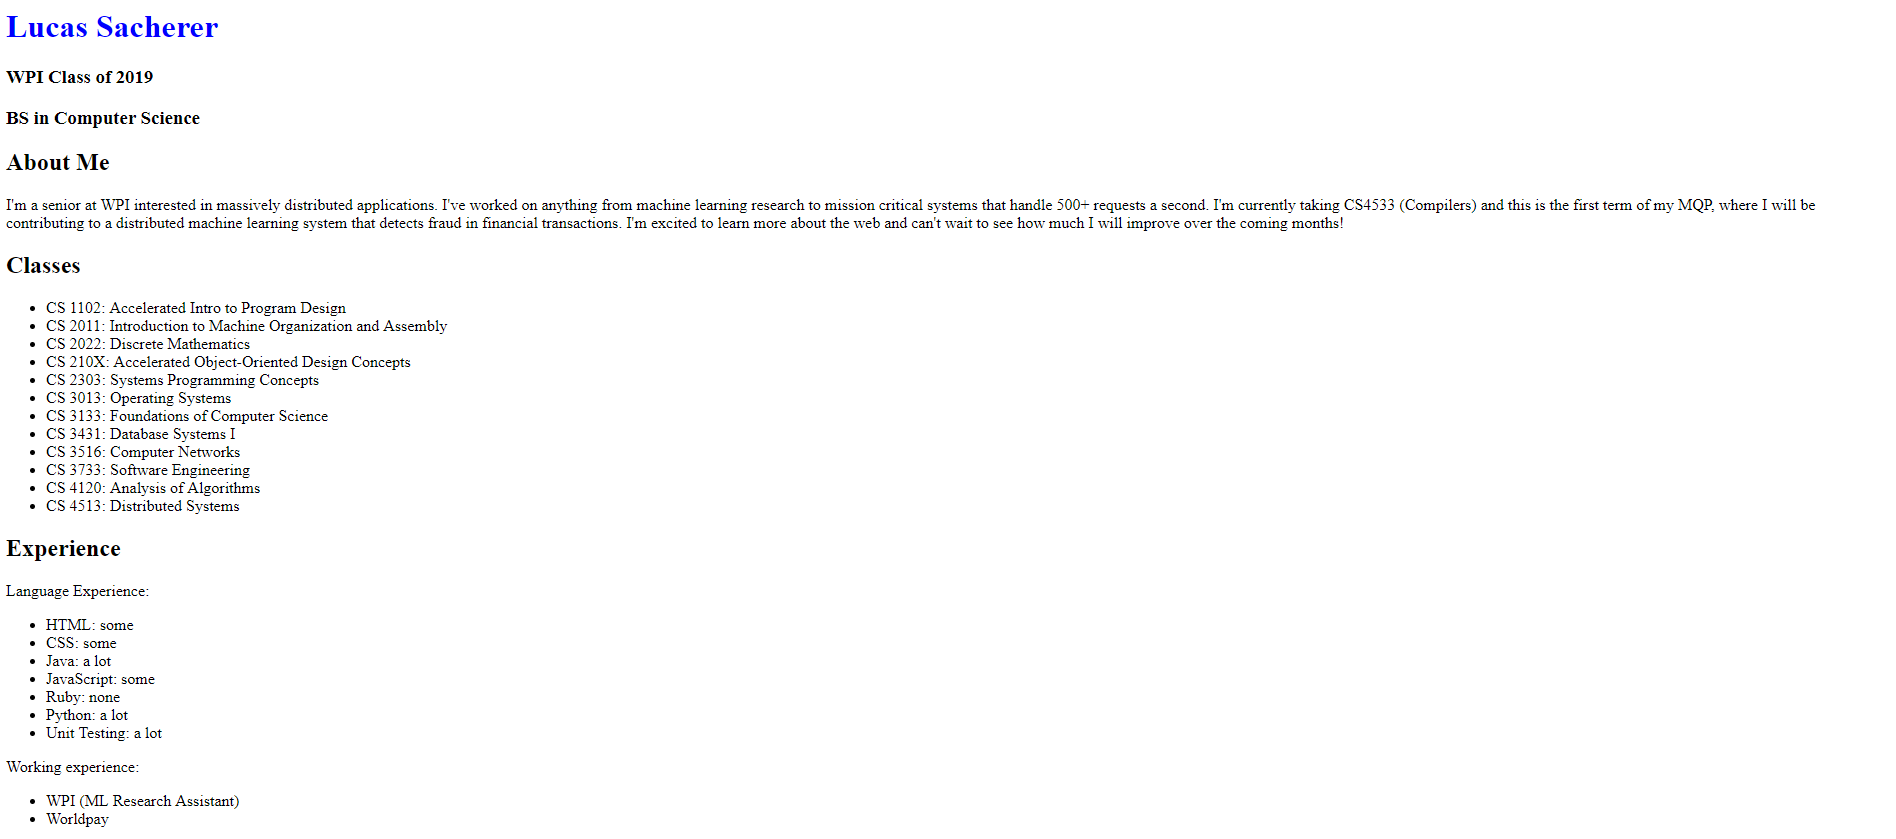 Lucas Sacherer
WPI Class of 2019
BS in Computer Science
About Me
I'm a senior at WPI interested in massively distributed applications. I've worked on anything from machine learning research to mission critical systems that handle 500+ requests a second. I'm currently taking CS4533 (Compilers) and this is the first term of my MQP, where I will be
contributing to a distributed machine learning system that detects fraud in financial transactions. I'm excited to learn more about the web and can't wait to see how much I will improve over the coming months!
Classes
• CS 1102: Accelerated Intro to Program Design
• CS 2011: Introduction to Machine Organization and Assembly
• CS 2022: Discrete Mathematics
• CS 210X: Accelerated Object-Oriented Design Concepts
• CS 2303: Systems Programming Concepts
• CS 3013: Operating Systems
• CS 3133: Foundations of Computer Science
• CS 3431: Database Systems I
• CS 3516: Computer Networks
• CS 3733: Software Engineering
• CS 4120: Analysis of Algorithms
• CS 4513: Distributed Systems
Experience
Language Experience:
• HTML: some
• CSS: some
• Java: a lot
• JavaScript: some
• Ruby: none
• Python: a lot
• Unit Testing: a lot
Working experience:
• WPI (ML Research Assistant)
• Worldpay